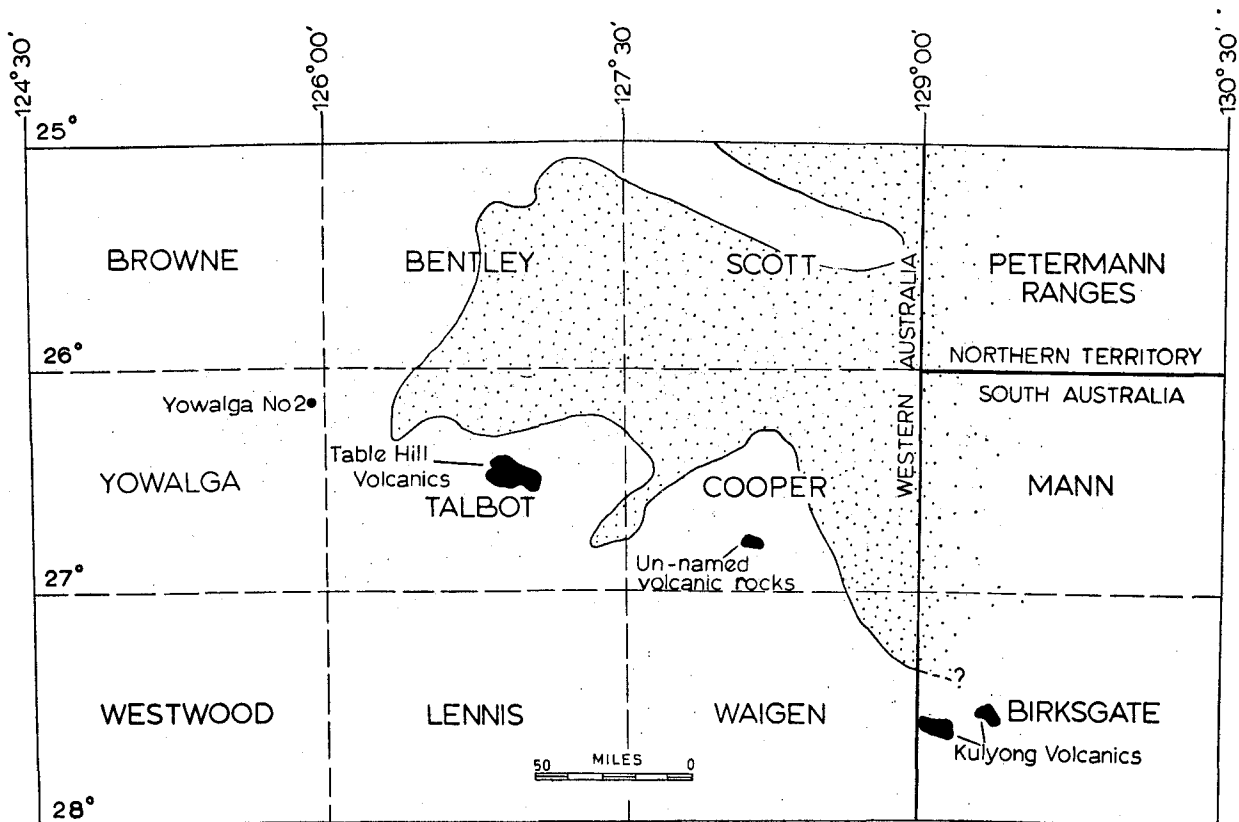 124°30'
126°00'
127°30'
129°00'
130°30'
25°
BROWNE
BENTLEY
SCOTT
PETERMANN
RANGES
WESTERN AUSTRALIA
NORTHERN TERRITORY
26°
SOUTH AUSTRALIA
Yowalga No2
Table Hill
Volcanics
YOWALGA
TALBOT
COOPER
MANN
Un-named
volcanic rocks
27°
?
WESTWOOD
LENNIS
WAIGEN
BIRKSGATE
Kulyong Volcanics
50 MILES 0
28°